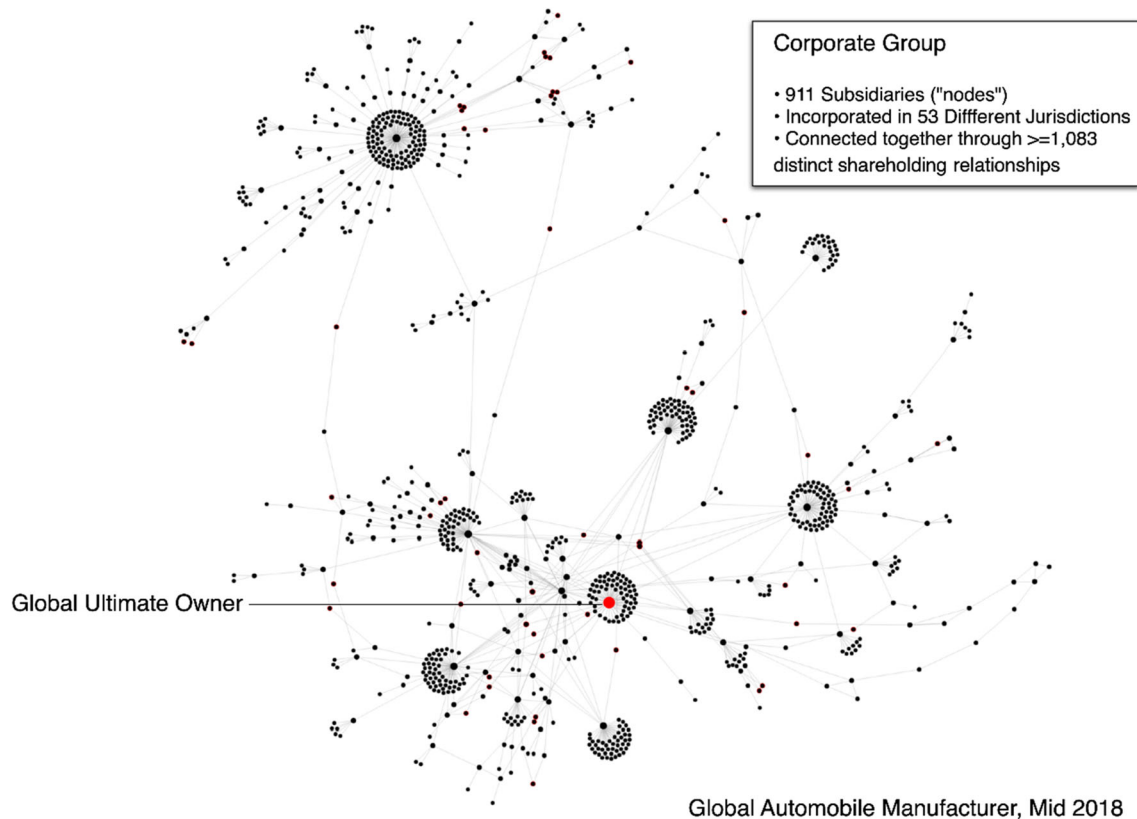 Corporate Group
• 911 Subsidiaries ("nodes")
• Incorporated in 53 Diffferent Jurisdictions
• Connected together through >=1,083
distinct shareholding relationships
Global Ultimate Owner
Global Automobile Manufacturer, Mid 2018